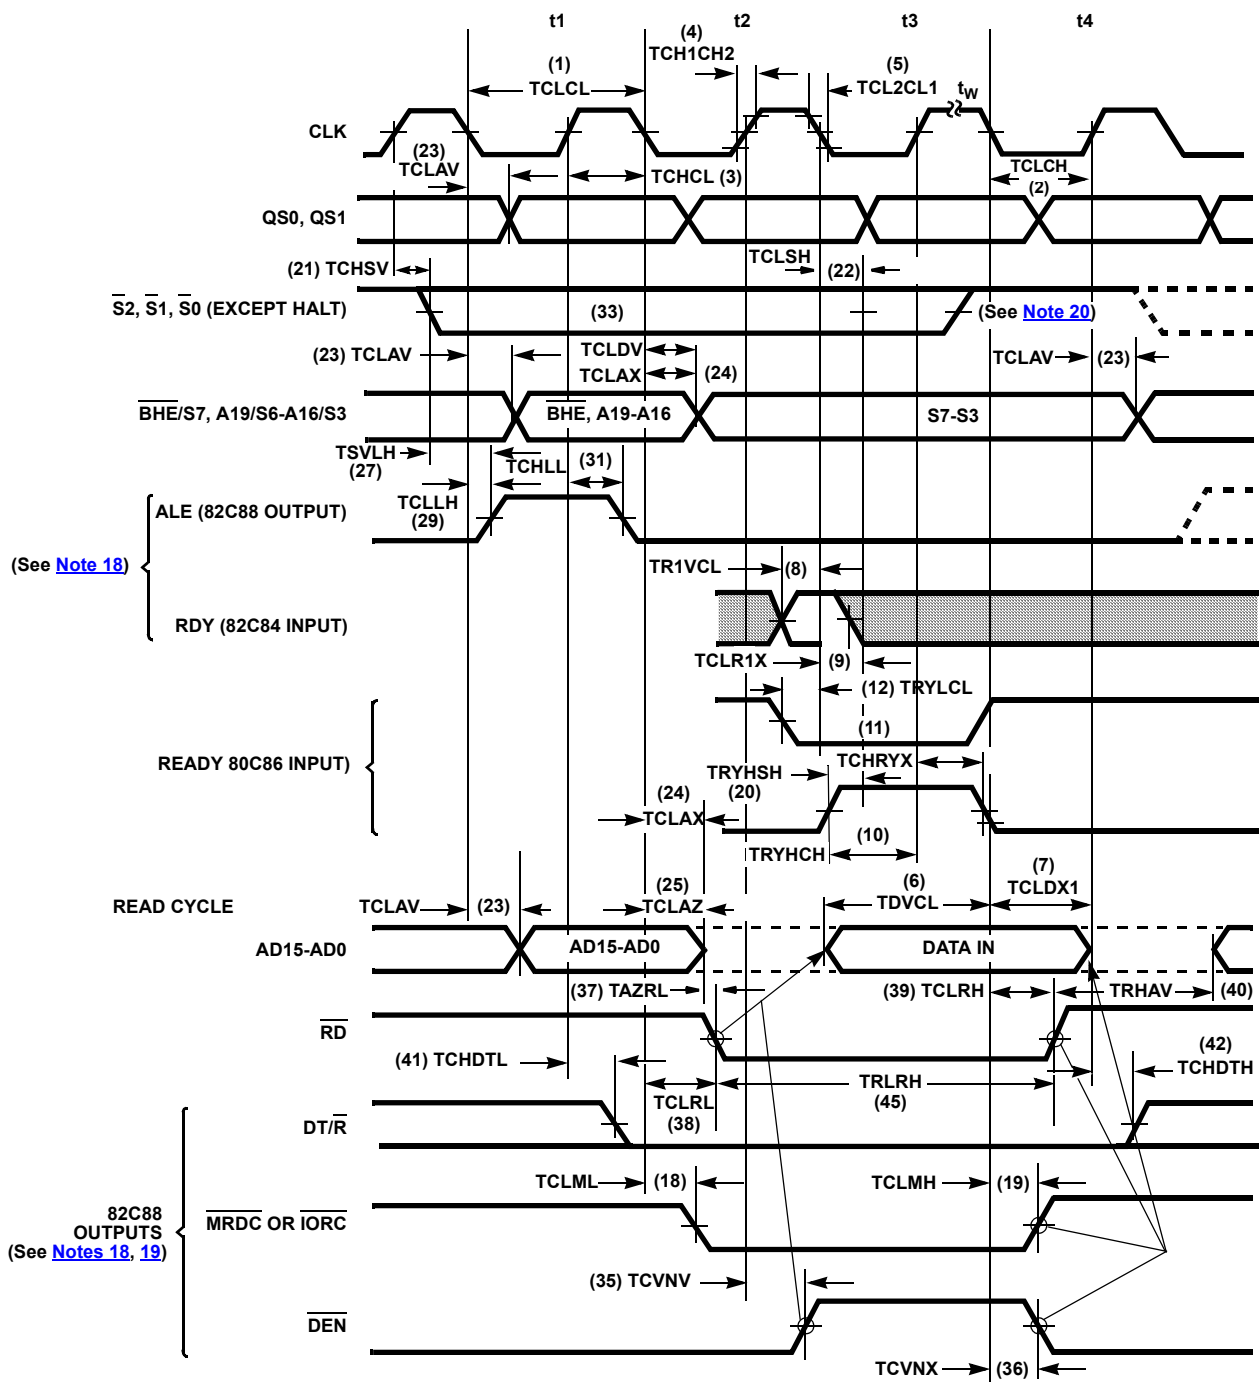 t1 t2 t3 t4
(4)
TCH1CH2
(1)
TCLCL
(5)
TCL2CL1
tW
CLK
(23)
TCLAV
TCHCL (3)
TCLCH
(2)
QS0, QS1
TCLSH
(22)
(21) TCHSV
S2, S1, S0 (EXCEPT HALT)
(33)
(See Note 20)
(23) TCLAV
TCLDV
TCLAX
(24)
TCLAV
(23)
BHE/S7, A19/S6-A16/S3
BHE, A19-A16
S7-S3
TSVLH
(27)
TCHLL
(31)
TCLLH
(29)
ALE (82C88 OUTPUT)
(See Note 18)
TR1VCL
(8)
RDY (82C84 INPUT)
TCLR1X
(9)
(12) TRYLCL
(11)
READY 80C86 INPUT)
TCHRYX
TRYHSH
(20)
(24)
TCLAX
(10)
TRYHCH
READ CYCLE
TCLAV
(23)
(25)
TCLAZ
(6)
TDVCL
(7)
TCLDX1
AD15-AD0
AD15-AD0
DATA IN
(37) TAZRL
(39) TCLRH
TRHAV
(40)
RD
(41) TCHDTL
(42)
TCHDTH
TCLRL
(38)
TRLRH
(45)
DT/R
TCLML
(18)
TCLMH
(19)
82C88
OUTPUTS
(See Notes 18, 19)
MRDC OR IORC
(35) TCVNV
DEN
TCVNX
(36)